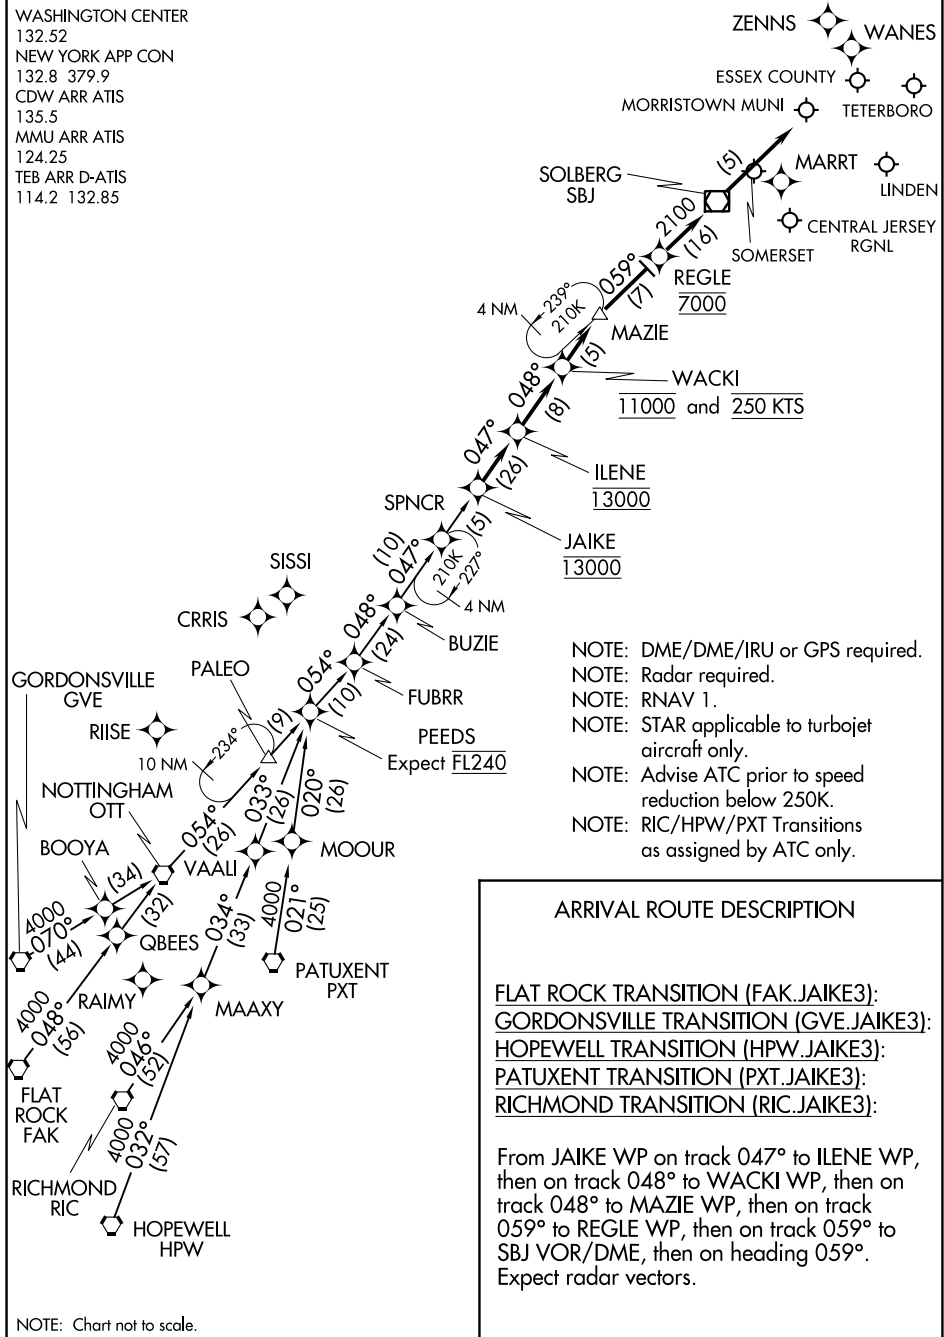 WASHINGTON CENTER
132.52
NEW YORK APP CON
132.8 379.9
CDW ARR ATIS
135.5
MMU ARR ATIS
124.25
TEB ARR D-ATIS
114.2 132.85
ZENNS
WANES
ESSEX COUNTY
TETERBORO
MORRISTOWN MUNI
(5)
MARRT
LINDEN
SOLBERG
SBJ
CENTRAL JERSEY
RGNL
SOMERSET
2100
(16)
REGLE
7000
059°
(7)
4 NM
239°
210K
MAZIE
(5)
WACKI
11000 and 250 KTS
048°
(8)
ILENE
13000
047°
(26)
JAIKE
13000
SPNCR
(5)
(10)
047°
210K
227°
4 NM
SISSI
CRRIS
BUZIE
048°
(24)
FUBRR
054°
(10)
PEEDS
Expect FL240
PALEO
(9)
GORDONSVILLE
GVE
RIISE
10 NM
234°
NOTTINGHAM
OTT
054°
(26)
033°
(26)
020°
(26)
BOOYA
VAALI
MOOUR
(34)
(32)
4000
070°
(44)
QBEES
034°
(33)
4000
021°
(25)
RAIMY
MAAXY
PATUXENT
PXT
4000
048°
(56)
FLAT
ROCK
FAK
4000
046°
(52)
4000
032°
(57)
RICHMOND
RIC
HOPEWELL
HPW
NOTE: DME/DME/IRU or GPS required.
NOTE: Radar required.
NOTE: RNAV 1.
NOTE: STAR applicable to turbojet
aircraft only.
NOTE: Advise ATC prior to speed
reduction below 250K.
NOTE: RIC/HPW/PXT Transitions
as assigned by ATC only.
ARRIVAL ROUTE DESCRIPTION
FLAT ROCK TRANSITION (FAK.JAIKE3):
GORDONSVILLE TRANSITION (GVE.JAIKE3):
HOPEWELL TRANSITION (HPW.JAIKE3):
PATUXENT TRANSITION (PXT.JAIKE3):
RICHMOND TRANSITION (RIC.JAIKE3):
From JAIKE WP on track 047° to ILENE WP,
then on track 048° to WACKI WP, then on
track 048° to MAZIE WP, then on track
059° to REGLE WP, then on track 059° to
SBJ VOR/DME, then on heading 059°.
Expect radar vectors.
NOTE: Chart not to scale.